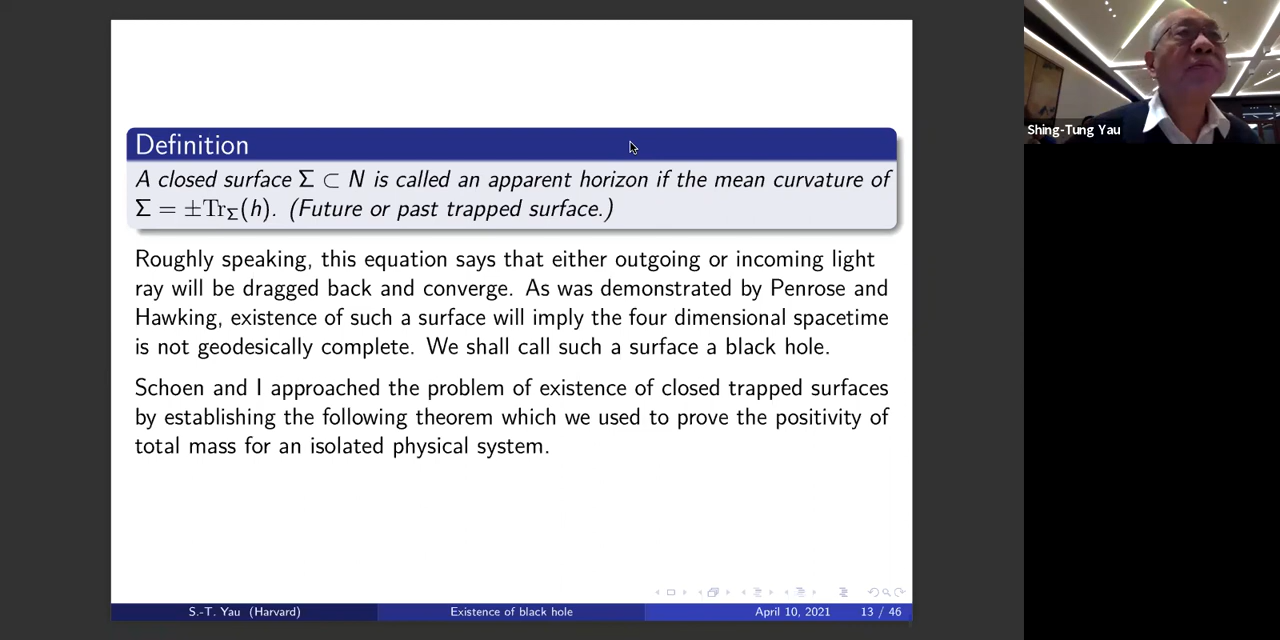 Definition
A closed surface Σ ⊂ N is called an apparent horizon if the mean curvature of
Σ = ±Tr_Σ(h). (Future or past trapped surface.)
Roughly speaking, this equation says that either outgoing or incoming light
ray will be dragged back and converge. As was demonstrated by Penrose and
Hawking, existence of such a surface will imply the four dimensional spacetime
is not geodesically complete. We shall call such a surface a black hole.
Schoen and I approached the problem of existence of closed trapped surfaces
by establishing the following theorem which we used to prove the positivity of
total mass for an isolated physical system.
S.-T. Yau (Harvard)
Existence of black hole
April 10, 2021
13 / 46
Shing-Tung Yau